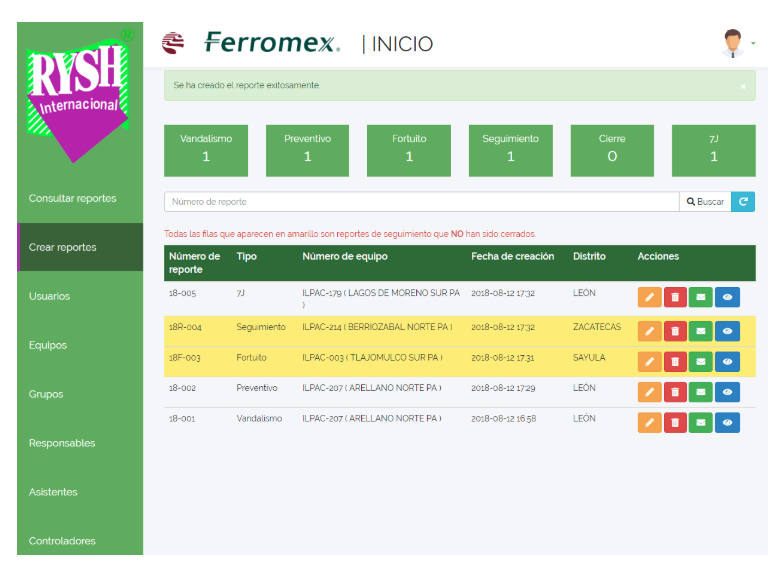 RYSH
®
Internacional
Consultar reportes
Crear reportes
Usuarios
Equipos
Grupos
Responsables
Asistentes
Controladores
Ferromex. | INICIO
Se ha creado el reporte exitosamente. ×
Vandalismo Preventivo Fortuito Seguimiento Cierre 7J
1 1 1 1 0 1
Número de reporte Buscar
Todas las filas que aparecen en amarillo son reportes de seguimiento que NO han sido cerrados.
Número de reporte Tipo Número de equipo Fecha de creación Distrito Acciones
18-005 7J ILPAC-179 ( LAGOS DE MORENO SUR PA ) 2018-08-12 17:32 LEÓN
18R-004 Seguimiento ILPAC-214 ( BERRIOZABAL NORTE PA ) 2018-08-12 17:32 ZACATECAS
18F-003 Fortuito ILPAC-003 ( TLAJOMULCO SUR PA ) 2018-08-12 17:31 SAYULA
18-002 Preventivo ILPAC-207 ( ARELLANO NORTE PA ) 2018-08-12 17:29 LEÓN
18-001 Vandalismo ILPAC-207 ( ARELLANO NORTE PA ) 2018-08-12 16:58 LEÓN